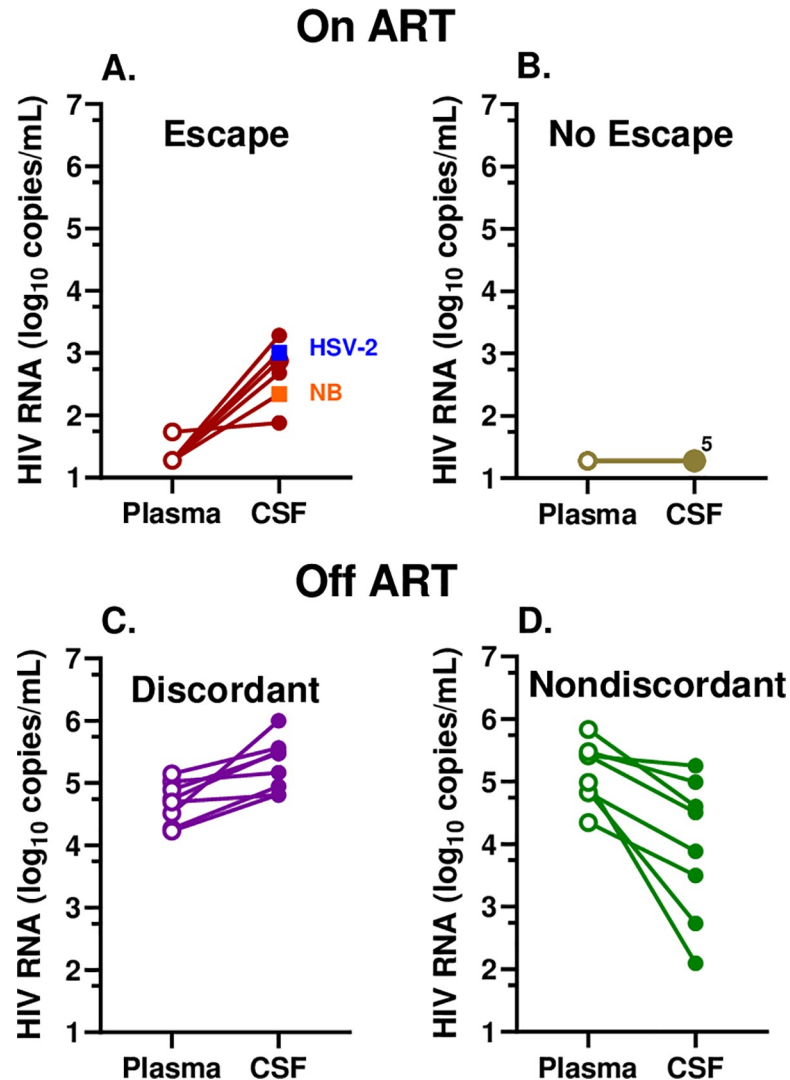 On ART
A.
B.
Escape
No Escape
HIV RNA (log10 copies/mL)
7
6
5
4
3
2
1
HSV-2
NB
Plasma
CSF
HIV RNA (log10 copies/mL)
7
6
5
4
3
2
1
5
Plasma
CSF
Off ART
C.
D.
Discordant
Nondiscordant
HIV RNA (log10 copies/mL)
7
6
5
4
3
2
1
Plasma
CSF
HIV RNA (log10 copies/mL)
7
6
5
4
3
2
1
Plasma
CSF